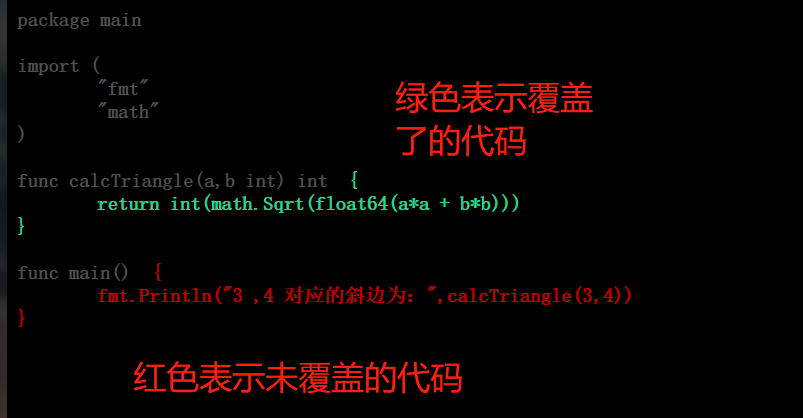 package main
import (
"fmt"
"math"
)
绿色表示覆盖
了的代码
func calcTriangle(a,b int) int {
return int(math.Sqrt(float64(a*a + b*b)))
}
func main() {
fmt.Println("3 ,4 对应的斜边为：",calcTriangle(3,4))
}
红色表示未覆盖的代码